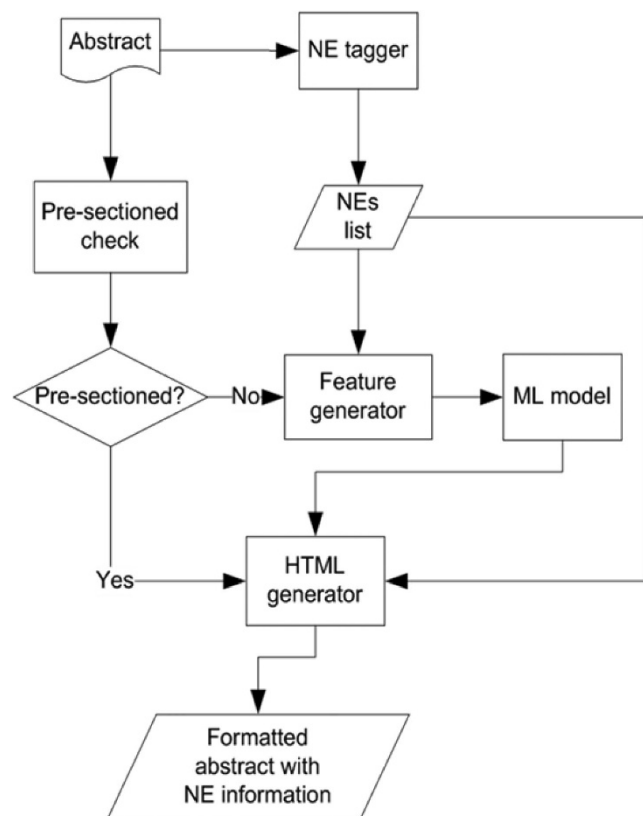 Abstract
NE tagger
Pre-sectioned
check
NEs
list
Pre-sectioned?
No
Feature
generator
ML model
Yes
HTML
generator
Formatted
abstract with
NE information